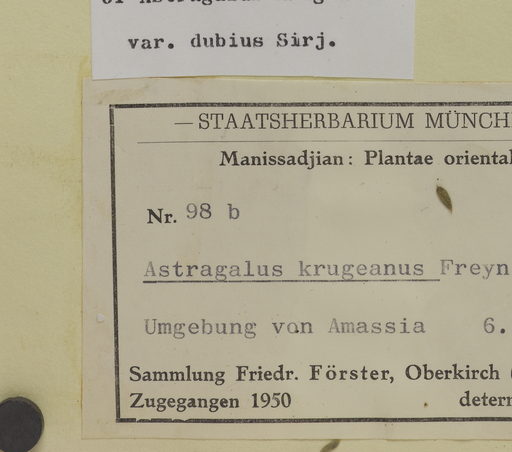 var. dubius Sirj.
— STAATSHERBARIUM MÜNCH
Manissadjian: Plantae oriental
Nr. 98 b
Astragalus krugeanus Freyn
Umgebung von Amassia 6.
Sammlung Friedr. Förster, Oberkirch (
Zugegangen 1950 determ